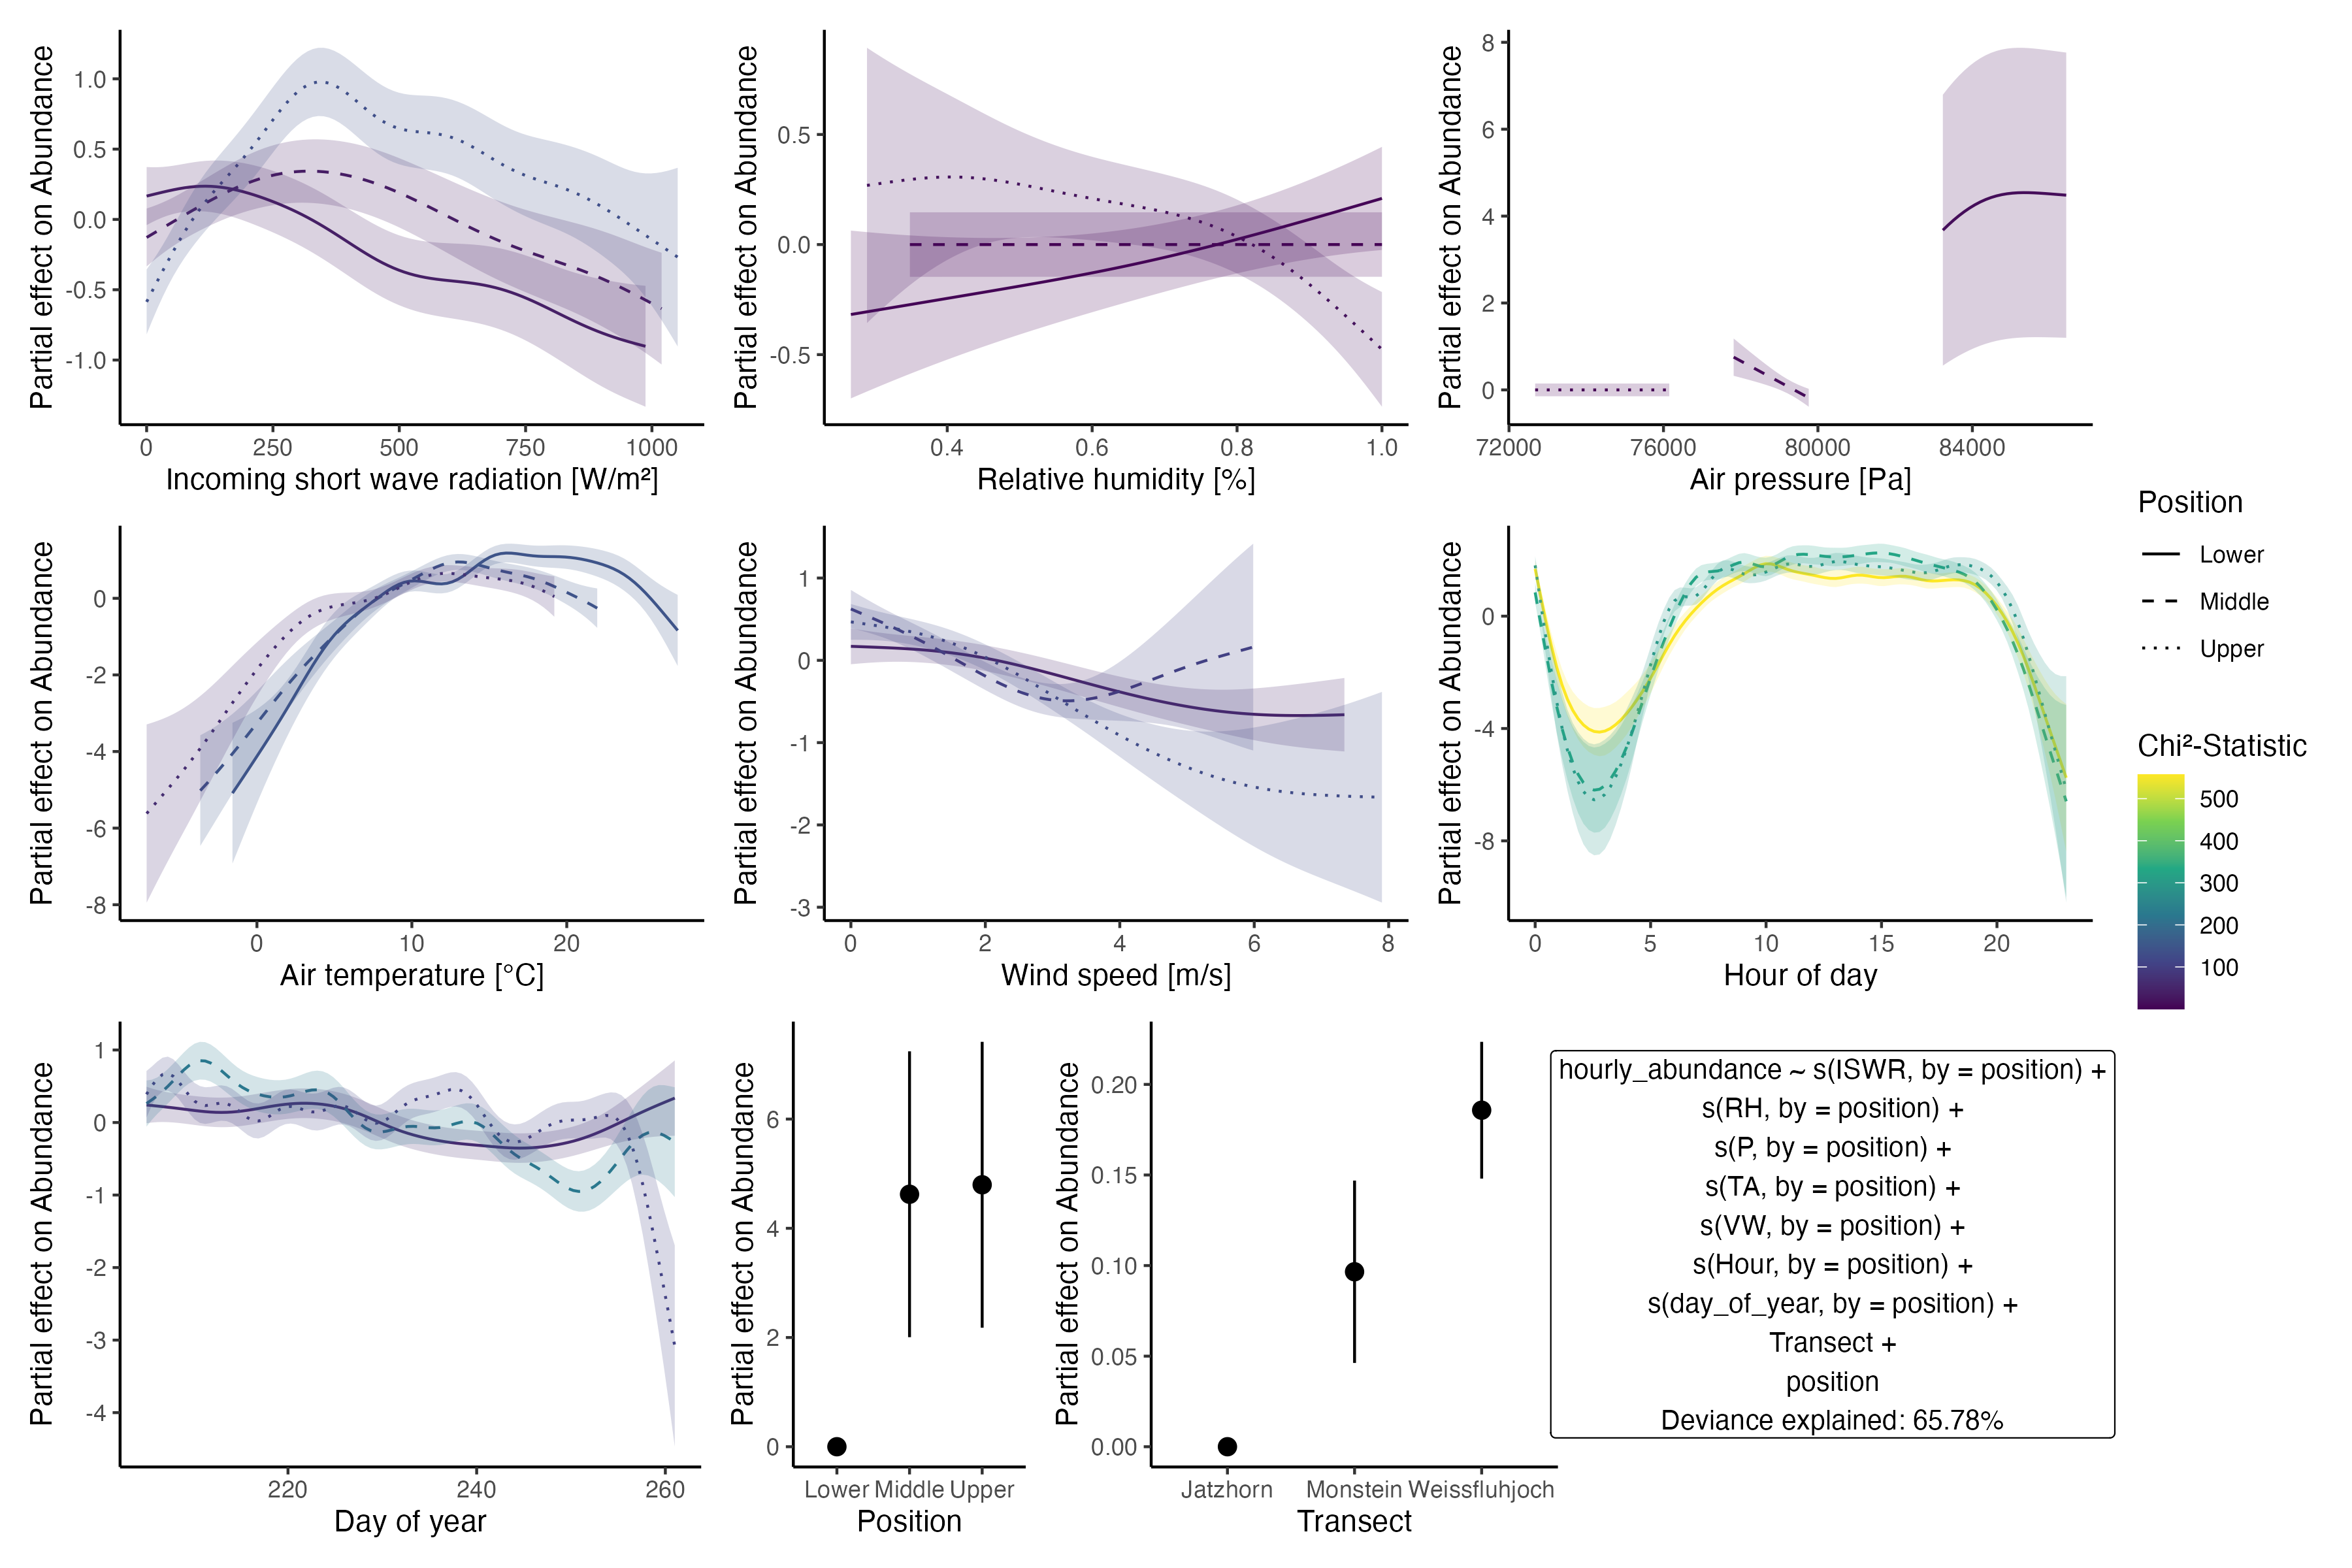 Partial effect on Abundance
1.0
0.5
0.0
-0.5
-1.0
0 250 500 750 1000
Incoming short wave radiation [W/m²]
Partial effect on Abundance
0.5
0.0
-0.5
0.4 0.6 0.8 1.0
Relative humidity [%]
Partial effect on Abundance
8
6
4
2
0
72000 76000 80000 84000
Air pressure [Pa]
Partial effect on Abundance
0
-2
-4
-6
-8
0 10 20
Air temperature [°C]
Partial effect on Abundance
1
0
-1
-2
-3
0 2 4 6 8
Wind speed [m/s]
Partial effect on Abundance
0
-4
-8
0 5 10 15 20
Hour of day
Position
Lower
Middle
Upper
Chi²-Statistic
500
400
300
200
100
Partial effect on Abundance
1
0
-1
-2
-3
-4
220 240 260
Day of year
Partial effect on Abundance
6
4
2
0
Lower Middle Upper
Position
Partial effect on Abundance
0.20
0.15
0.10
0.05
0.00
Jatzhorn Monstein Weissfluhjoch
Transect
hourly_abundance ~ s(ISWR, by = position) +
s(RH, by = position) +
s(P, by = position) +
s(TA, by = position) +
s(VW, by = position) +
s(Hour, by = position) +
s(day_of_year, by = position) +
Transect +
position
Deviance explained: 65.78%